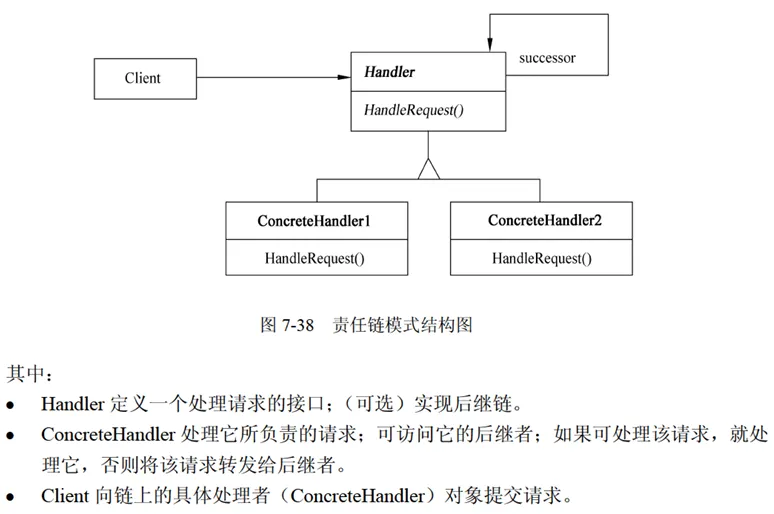 Client
Handler
successor
HandleRequest()
ConcreteHandler1
ConcreteHandler2
HandleRequest()
HandleRequest()
图 7-38 责任链模式结构图
其中：
● Handler 定义一个处理请求的接口；（可选）实现后继链。
● ConcreteHandler 处理它所负责的请求；可访问它的后继者；如果可处理该请求，就处
理它，否则将该请求转发给后继者。
● Client 向链上的具体处理者（ConcreteHandler）对象提交请求。